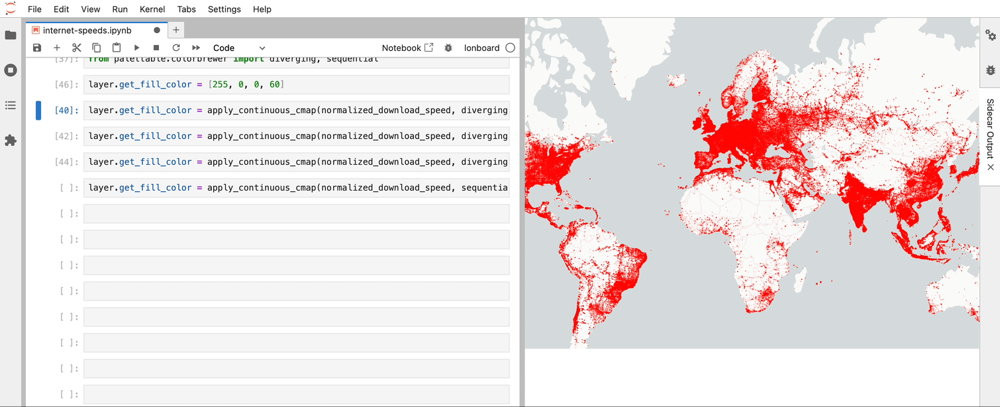 File Edit View Run Kernel Tabs Settings Help
internet-speeds.ipynb
Code Notebook lonboard
[37]: from palettable.colorbrewer import diverging, sequential
[46]: layer.get_fill_color = [255, 0, 0, 60]
[40]: layer.get_fill_color = apply_continuous_cmap(normalized_download_speed, diverging
[42]: layer.get_fill_color = apply_continuous_cmap(normalized_download_speed, diverging
[44]: layer.get_fill_color = apply_continuous_cmap(normalized_download_speed, diverging
[ ]: layer.get_fill_color = apply_continuous_cmap(normalized_download_speed, sequentia
[ ]:
[ ]:
[ ]:
[ ]:
[ ]:
[ ]:
[ ]:
[ ]:
Sidecar Output